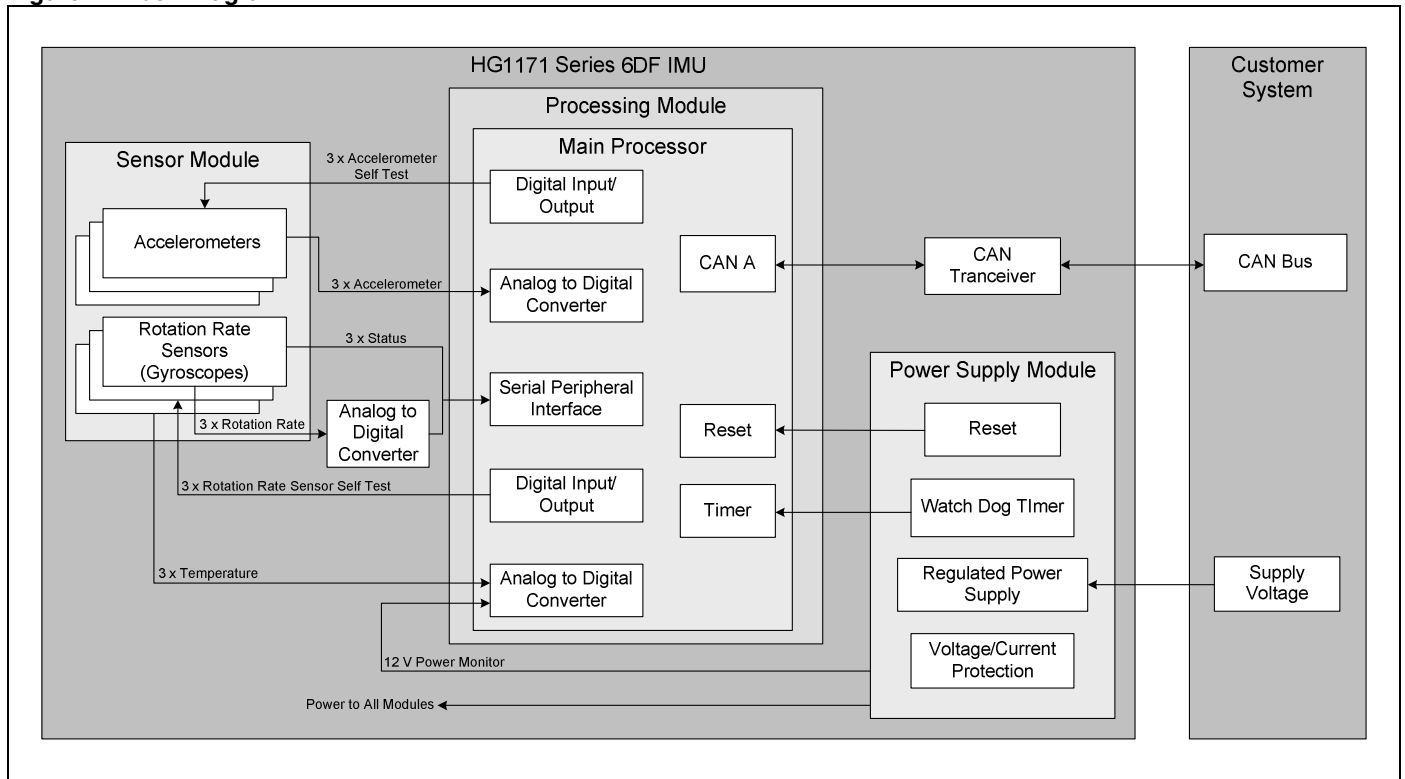 HG1171 Series 6DF IMU
Customer
System
Processing Module
Main Processor
Sensor Module
3 x Accelerometer
Self Test
Digital Input/
Output
Accelerometers
CAN A
CAN
Tranceiver
CAN Bus
3 x Accelerometer
Analog to Digital
Converter
Rotation Rate
Sensors
(Gyroscopes)
3 x Status
Serial Peripheral
Interface
3 x Rotation Rate
Analog to
Digital
Converter
Power Supply Module
Reset
Reset
3 x Rotation Rate Sensor Self Test
Digital Input/
Output
Timer
Watch Dog TImer
3 x Temperature
Analog to Digital
Converter
Regulated Power
Supply
Supply
Voltage
Voltage/Current
Protection
12 V Power Monitor
Power to All Modules